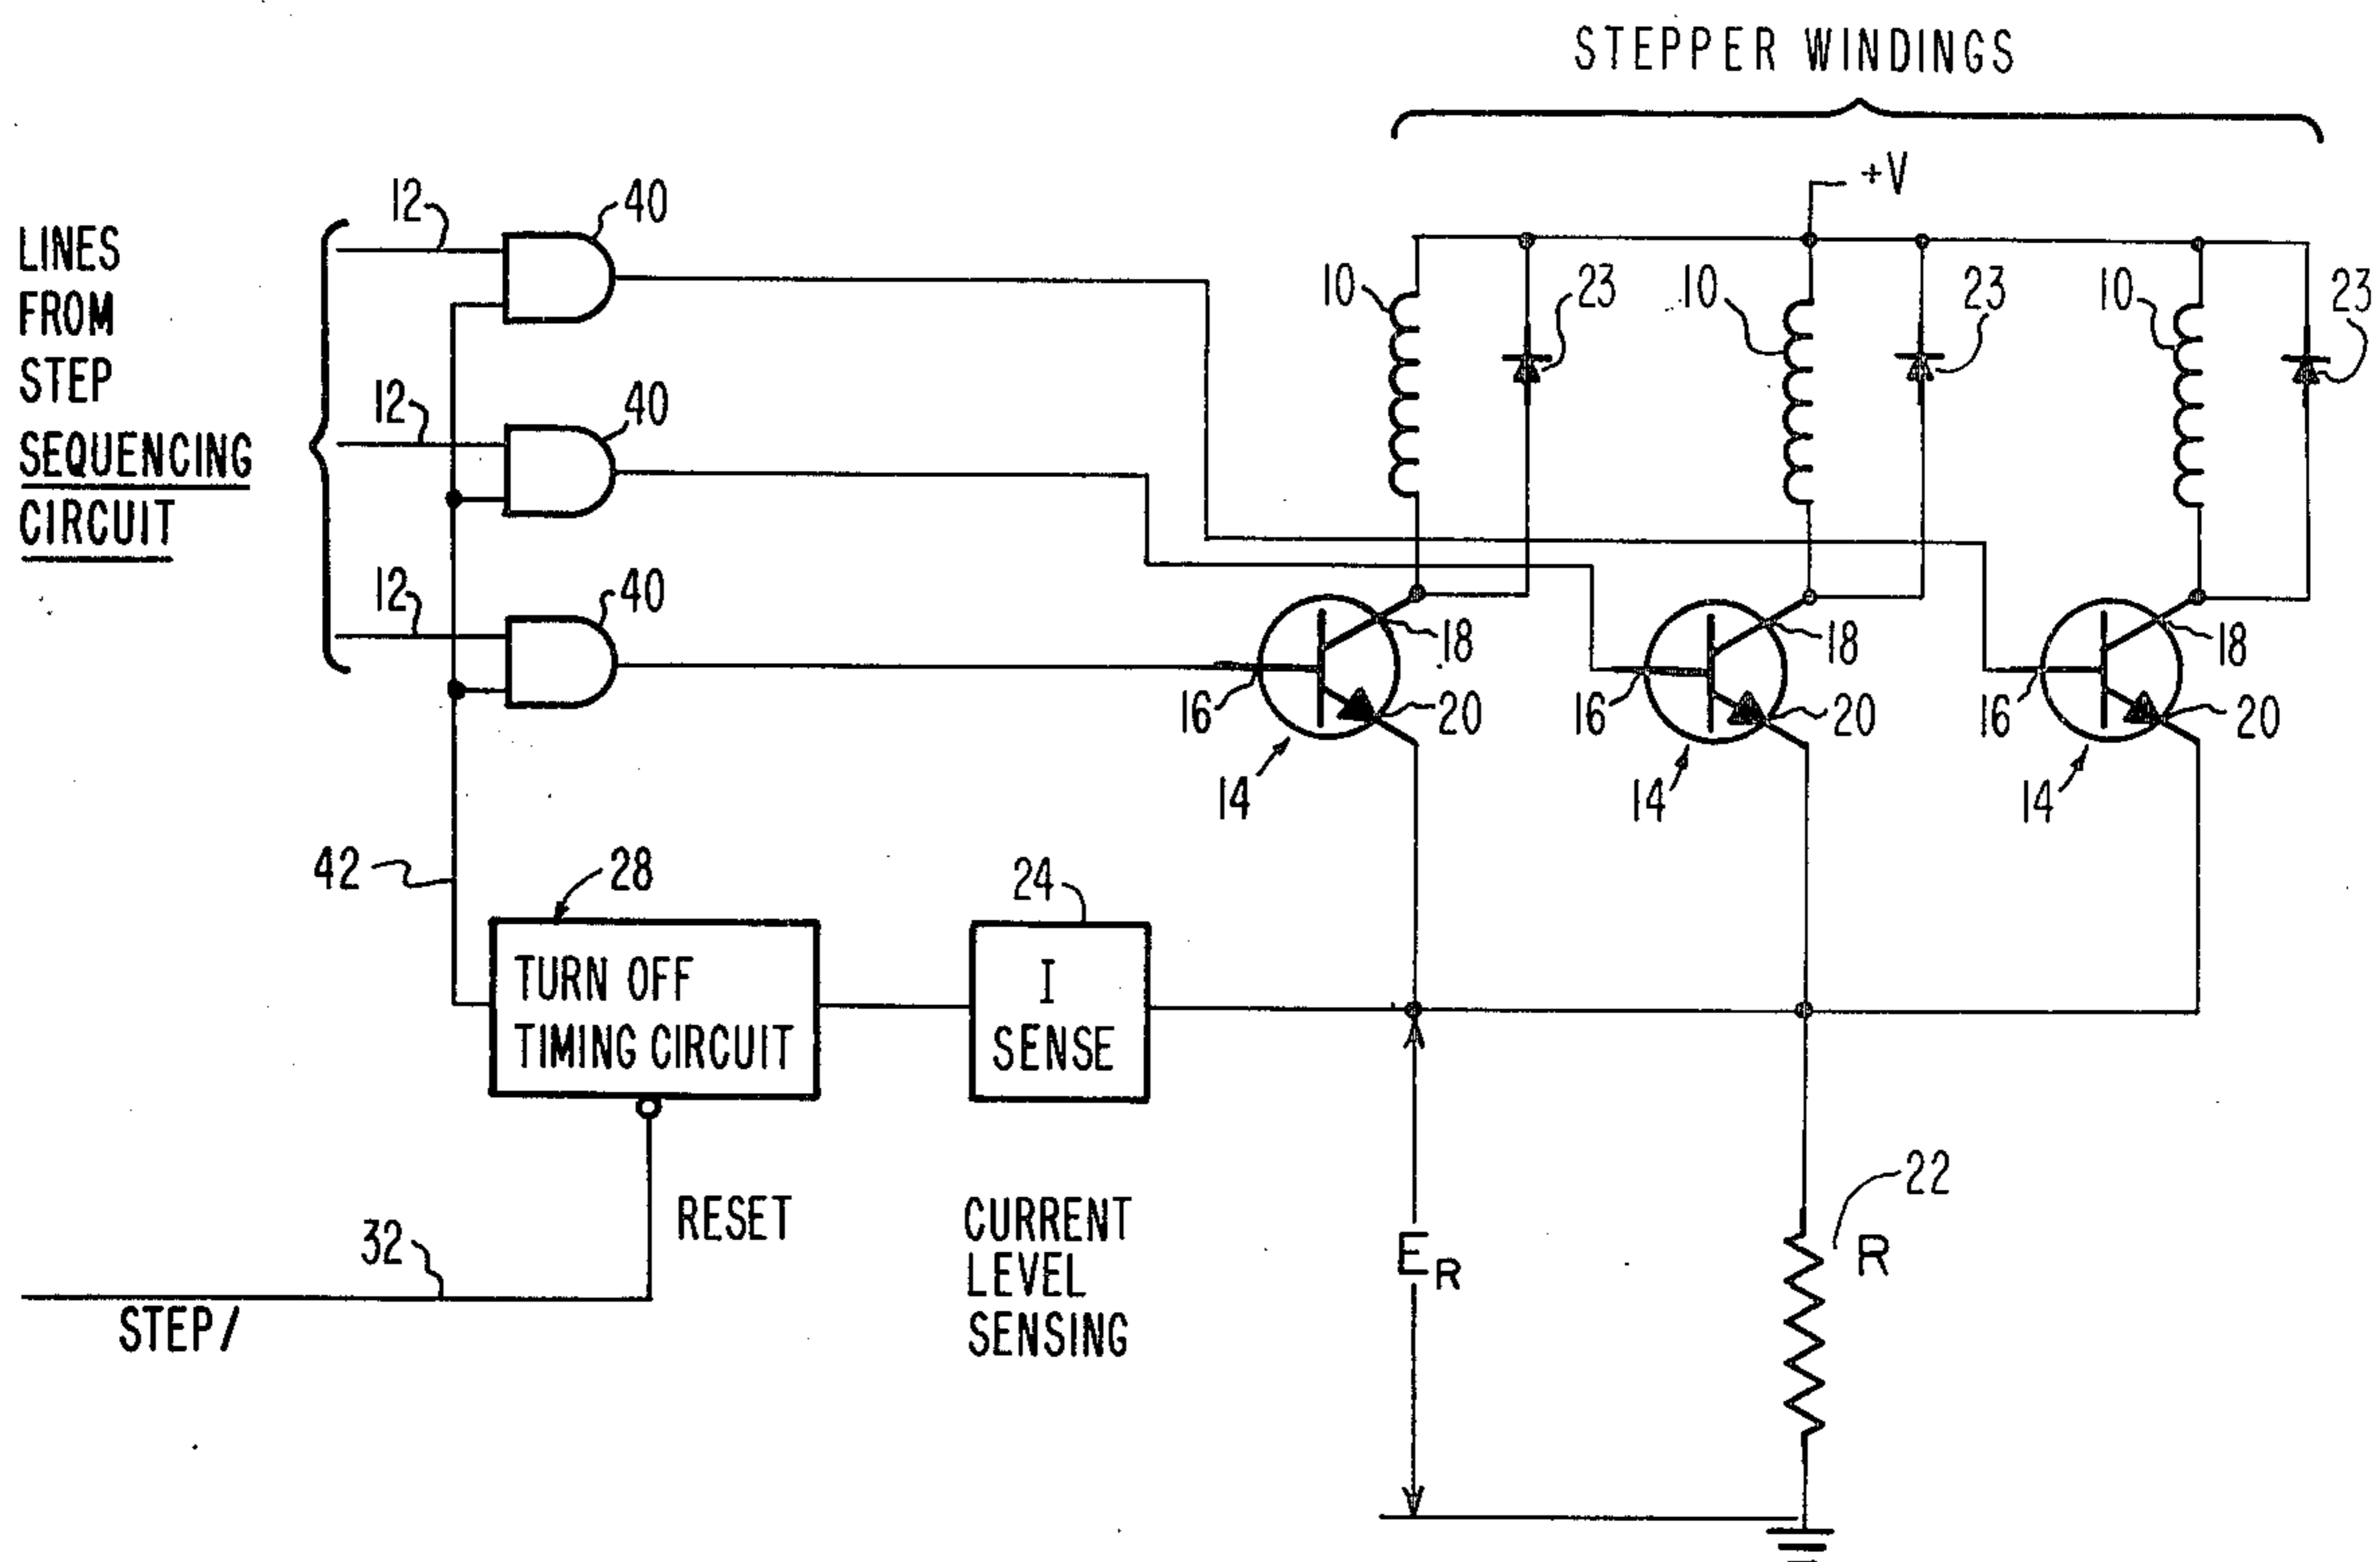 STEPPER WINDINGS
+V
LINES
FROM
STEP
SEQUENCING
CIRCUIT
12
40
12
40
12
40
10
23
10
23
10
23
16
18
20
14
16
18
20
14
16
18
20
14
42
28
TURN OFF
TIMING CIRCUIT
24
I
SENSE
RESET
CURRENT
LEVEL
SENSING
32
STEP/
ER
22
R